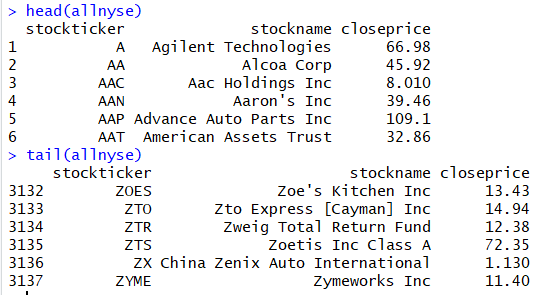 > head(allnyse)
stockticker stockname closeprice
1 A Agilent Technologies 66.98
2 AA Alcoa Corp 45.92
3 AAC Aac Holdings Inc 8.010
4 AAN Aaron's Inc 39.46
5 AAP Advance Auto Parts Inc 109.1
6 AAT American Assets Trust 32.86
> tail(allnyse)
stockticker stockname closeprice
3132 ZOES Zoe's Kitchen Inc 13.43
3133 ZTO Zto Express [Cayman] Inc 14.94
3134 ZTR Zweig Total Return Fund 12.38
3135 ZTS Zoetis Inc Class A 72.35
3136 ZX China Zenix Auto International 1.130
3137 ZYME Zymeworks Inc 11.40